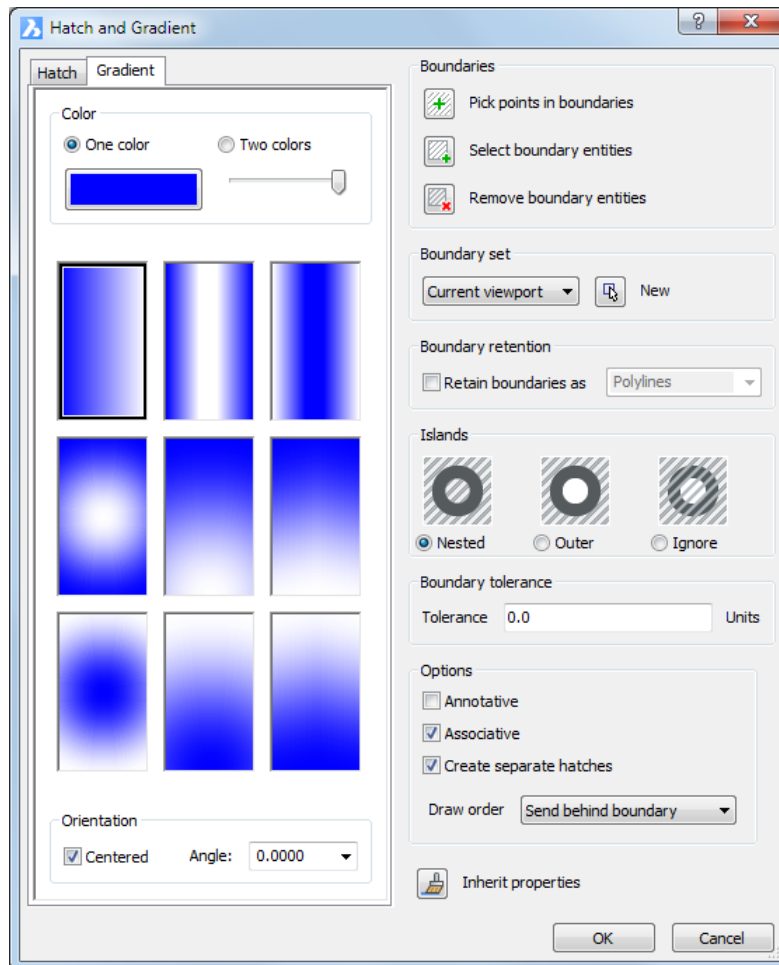 Hatch and Gradient
?
Hatch
Gradient
Color
One color
Two colors
Orientation
Centered
Angle:
0.0000
Boundaries
Pick points in boundaries
Select boundary entities
Remove boundary entities
Boundary set
Current viewport
New
Boundary retention
Retain boundaries as
Polylines
Islands
Nested
Outer
Ignore
Boundary tolerance
Tolerance
0.0
Units
Options
Annotative
Associative
Create separate hatches
Draw order
Send behind boundary
Inherit properties
OK
Cancel